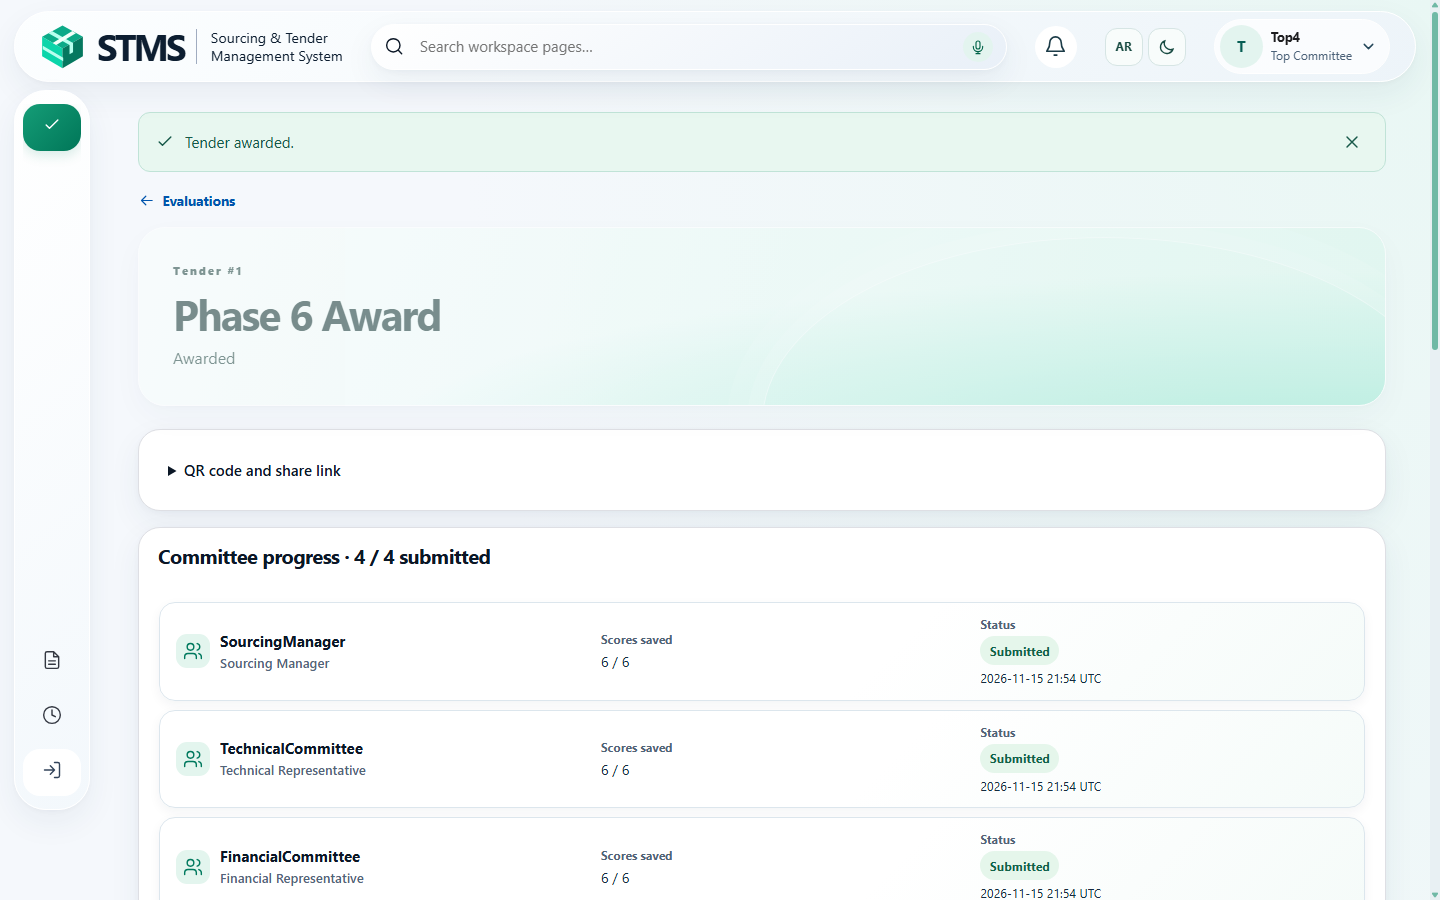 STMS
Sourcing & Tender
Management System
Search workspace pages...
AR
T
Top4
Top Committee
Tender awarded.
Evaluations
Tender #1
Phase 6 Award
Awarded
QR code and share link
Committee progress · 4 / 4 submitted
SourcingManager
Sourcing Manager
Scores saved
6 / 6
Status
Submitted
2026-11-15 21:54 UTC
TechnicalCommittee
Technical Representative
Scores saved
6 / 6
Status
Submitted
2026-11-15 21:54 UTC
FinancialCommittee
Financial Representative
Scores saved
6 / 6
Status
Submitted
2026-11-15 21:54 UTC